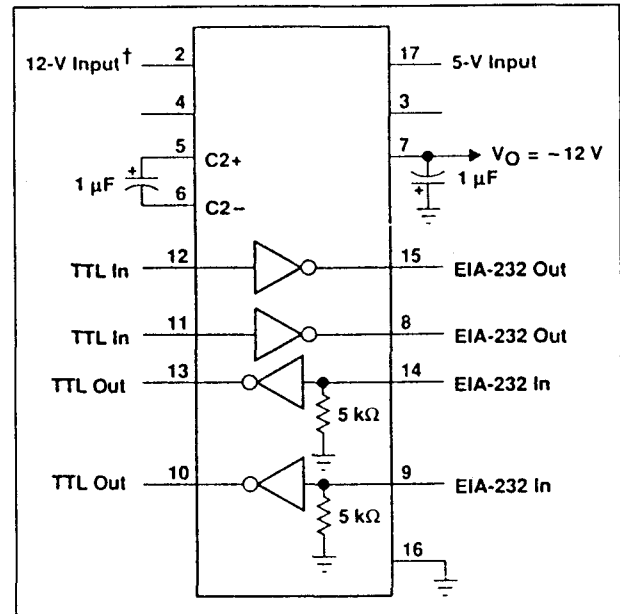 12-V Input† 2 17 5-V Input
4 3
5 C2+ 7 VO = −12 V
1 µF + + 1 µF
6 C2−
TTL In 12 15 EIA-232 Out
TTL In 11 8 EIA-232 Out
TTL Out 13 14 EIA-232 In
5 kΩ
TTL Out 10 9 EIA-232 In
5 kΩ
16